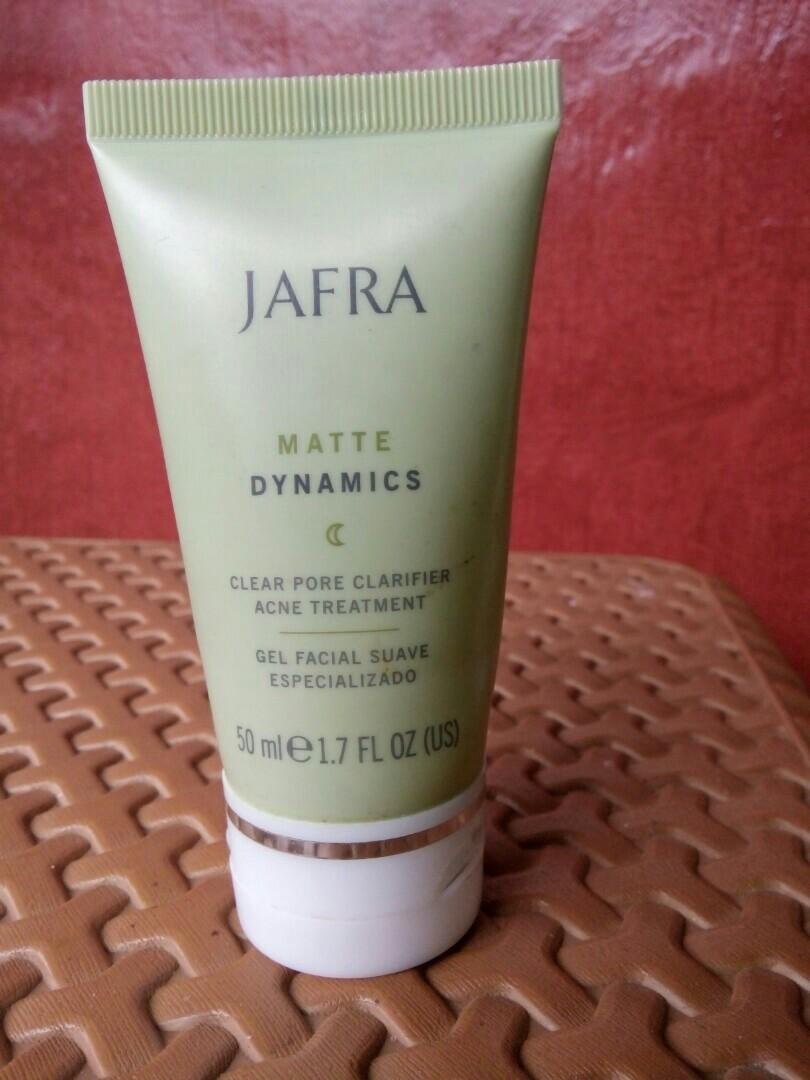 JAFRA
MATTE
DYNAMICS
CLEAR PORE CLARIFIER
ACNE TREATMENT
GEL FACIAL SUAVE
ESPECIALIZADO
50 ml ℮ 1.7 FL OZ (US)